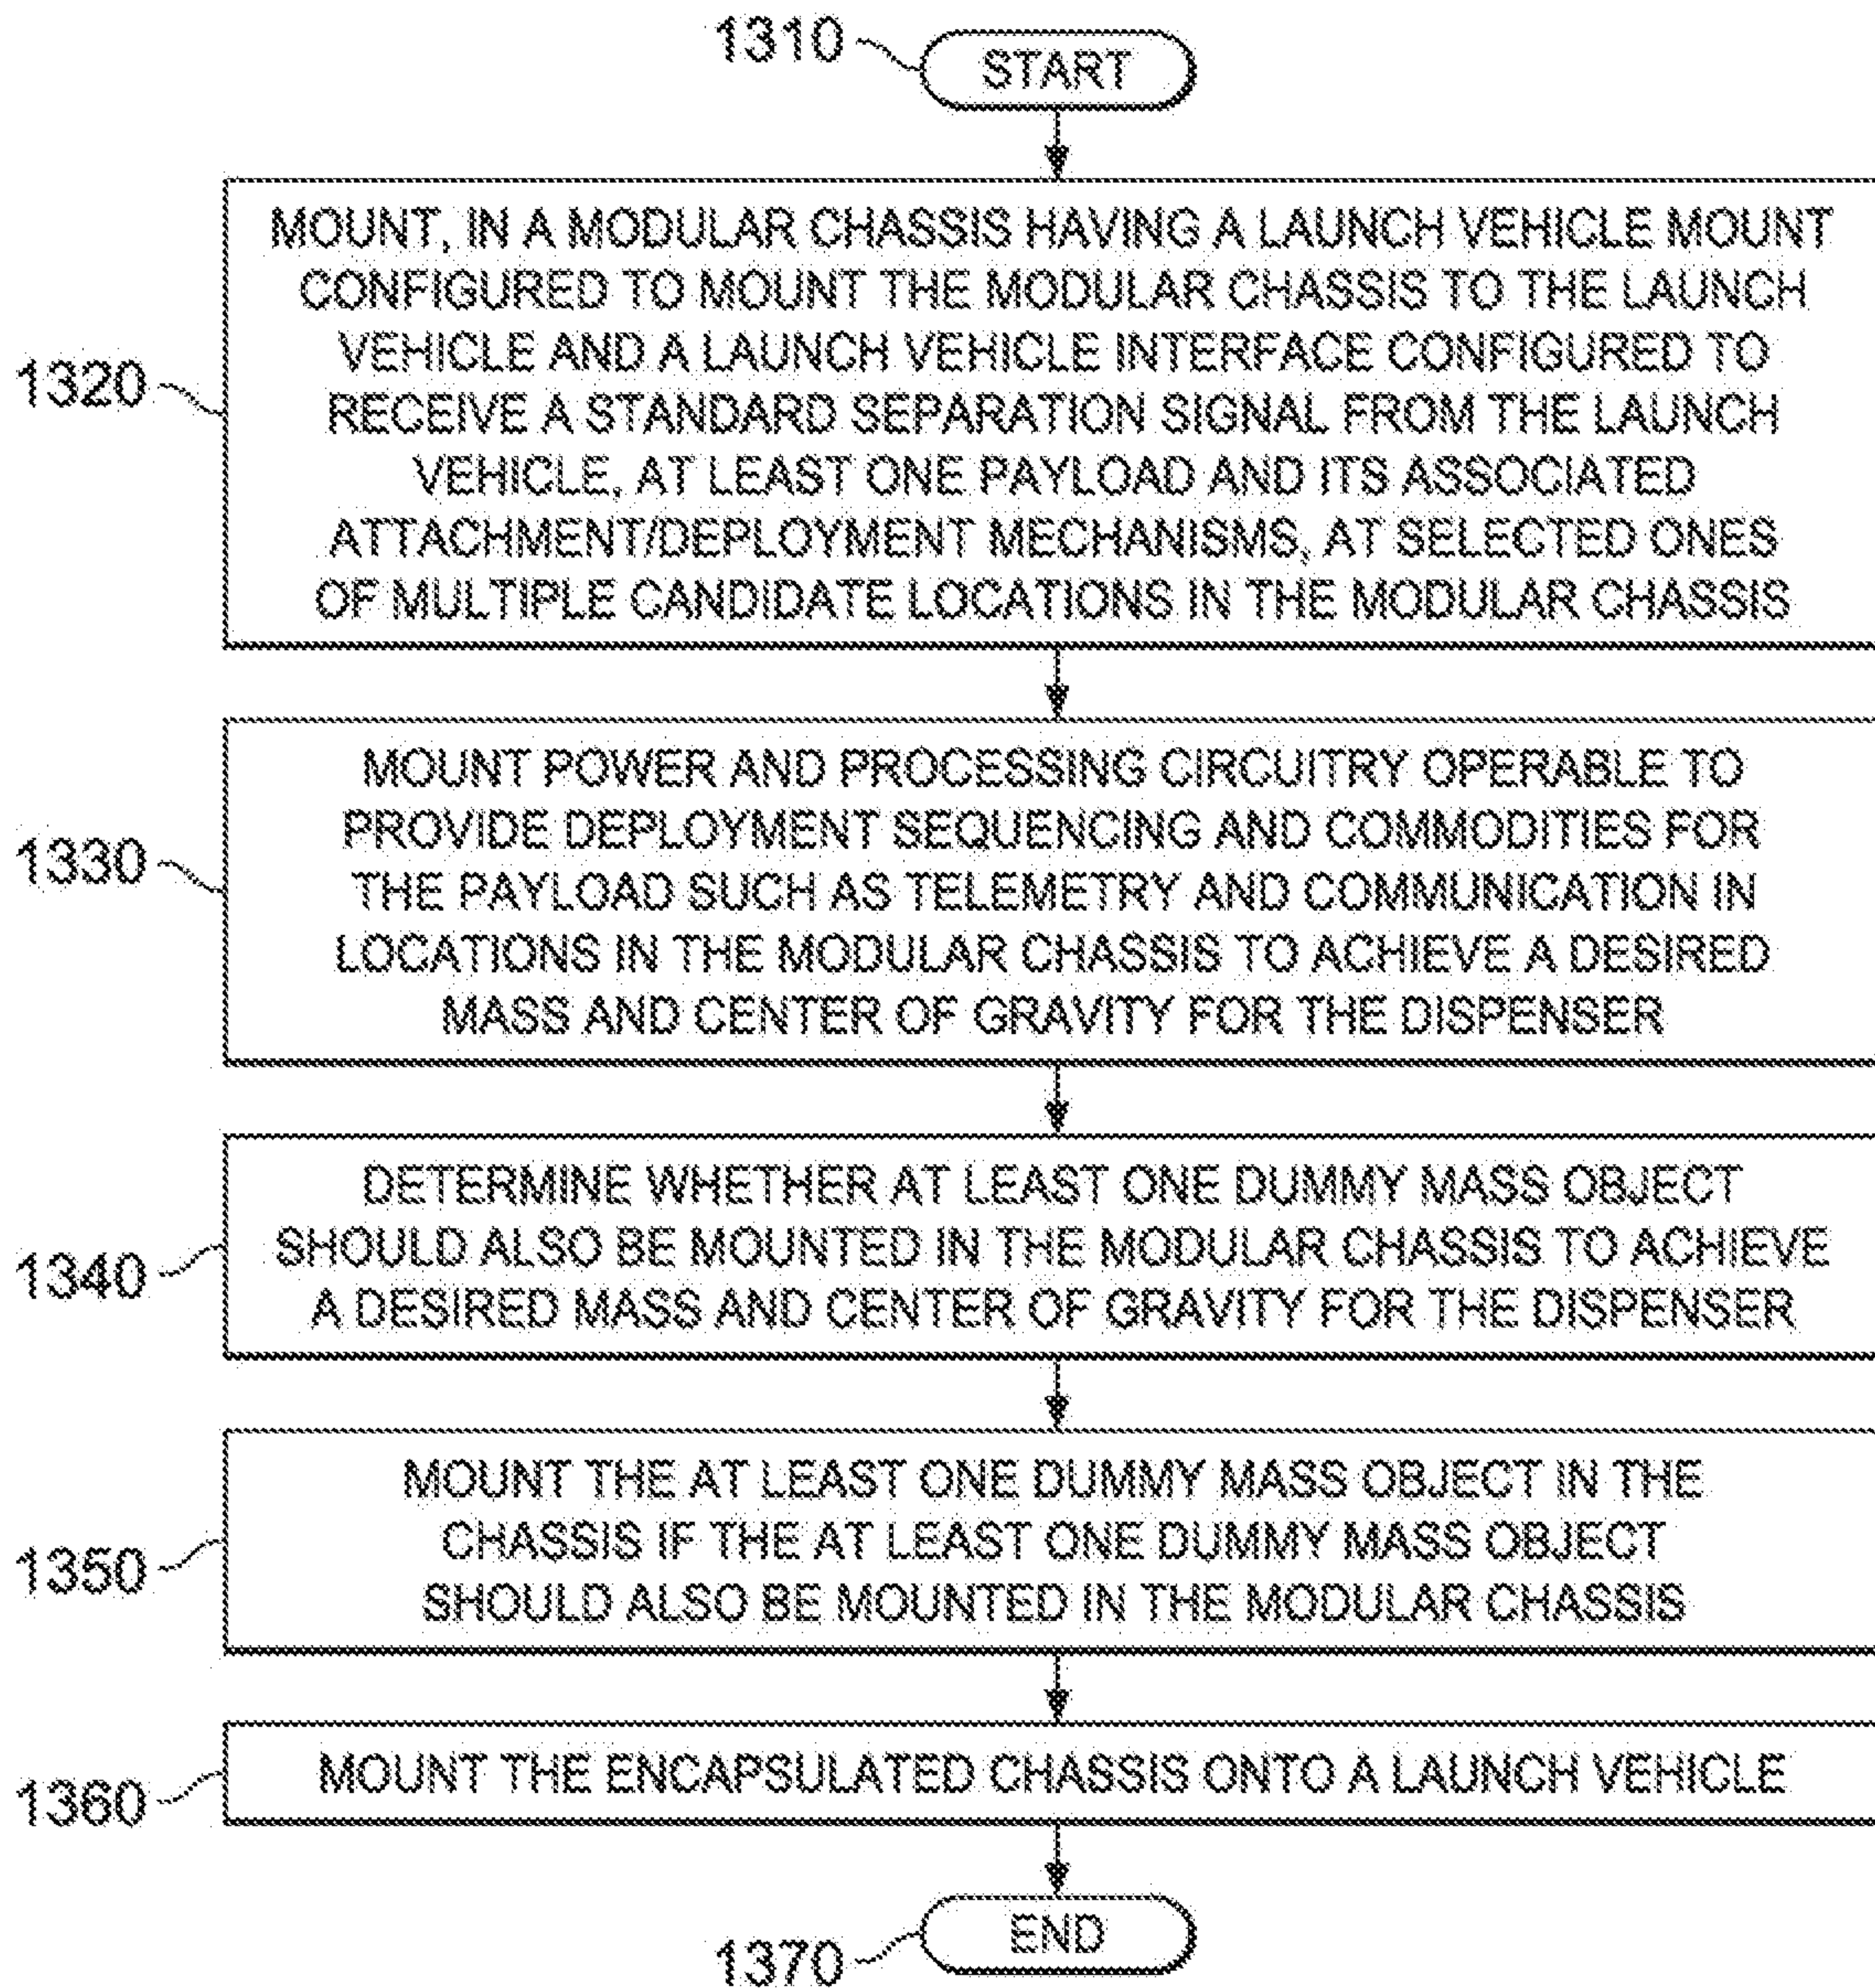 1310
START
1320
MOUNT, IN A MODULAR CHASSIS HAVING A LAUNCH VEHICLE MOUNT
CONFIGURED TO MOUNT THE MODULAR CHASSIS TO THE LAUNCH
VEHICLE AND A LAUNCH VEHICLE INTERFACE CONFIGURED TO
RECEIVE A STANDARD SEPARATION SIGNAL FROM THE LAUNCH
VEHICLE, AT LEAST ONE PAYLOAD AND ITS ASSOCIATED
ATTACHMENT/DEPLOYMENT MECHANISMS, AT SELECTED ONES
OF MULTIPLE CANDIDATE LOCATIONS IN THE MODULAR CHASSIS
1330
MOUNT POWER AND PROCESSING CIRCUITRY OPERABLE TO
PROVIDE DEPLOYMENT SEQUENCING AND COMMODITIES FOR
THE PAYLOAD SUCH AS TELEMETRY AND COMMUNICATION IN
LOCATIONS IN THE MODULAR CHASSIS TO ACHIEVE A DESIRED
MASS AND CENTER OF GRAVITY FOR THE DISPENSER
1340
DETERMINE WHETHER AT LEAST ONE DUMMY MASS OBJECT
SHOULD ALSO BE MOUNTED IN THE MODULAR CHASSIS TO ACHIEVE
A DESIRED MASS AND CENTER OF GRAVITY FOR THE DISPENSER
1350
MOUNT THE AT LEAST ONE DUMMY MASS OBJECT IN THE
CHASSIS IF THE AT LEAST ONE DUMMY MASS OBJECT
SHOULD ALSO BE MOUNTED IN THE MODULAR CHASSIS
1360
MOUNT THE ENCAPSULATED CHASSIS ONTO A LAUNCH VEHICLE
1370
END